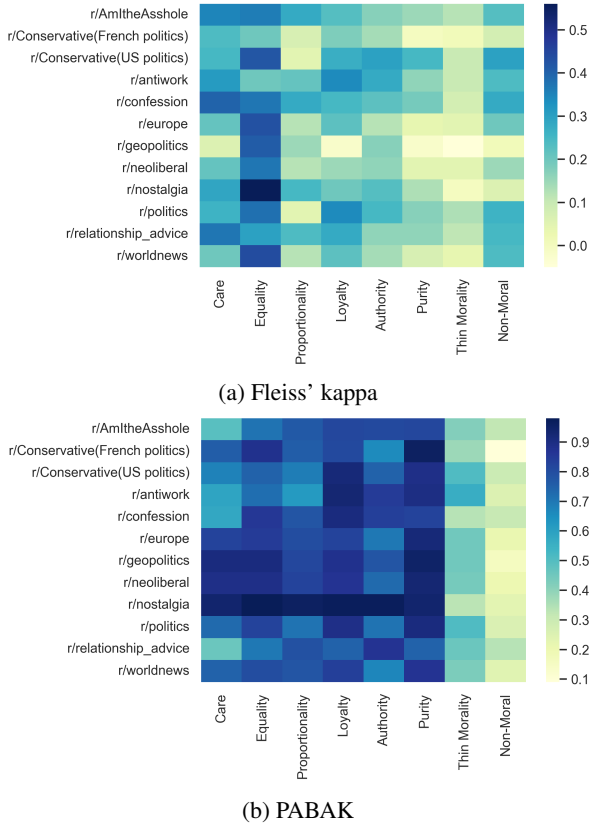 r/AmItheAsshole
r/Conservative(French politics)
r/Conservative(US politics)
r/antiwork
r/confession
r/europe
r/geopolitics
r/neoliberal
r/nostalgia
r/politics
r/relationship_advice
r/worldnews
Care
Equality
Proportionality
Loyalty
Authority
Purity
Thin Morality
Non-Moral
0.5
0.4
0.3
0.2
0.1
0.0
(a) Fleiss' kappa
r/AmItheAsshole
r/Conservative(French politics)
r/Conservative(US politics)
r/antiwork
r/confession
r/europe
r/geopolitics
r/neoliberal
r/nostalgia
r/politics
r/relationship_advice
r/worldnews
Care
Equality
Proportionality
Loyalty
Authority
Purity
Thin Morality
Non-Moral
0.9
0.8
0.7
0.6
0.5
0.4
0.3
0.2
0.1
(b) PABAK